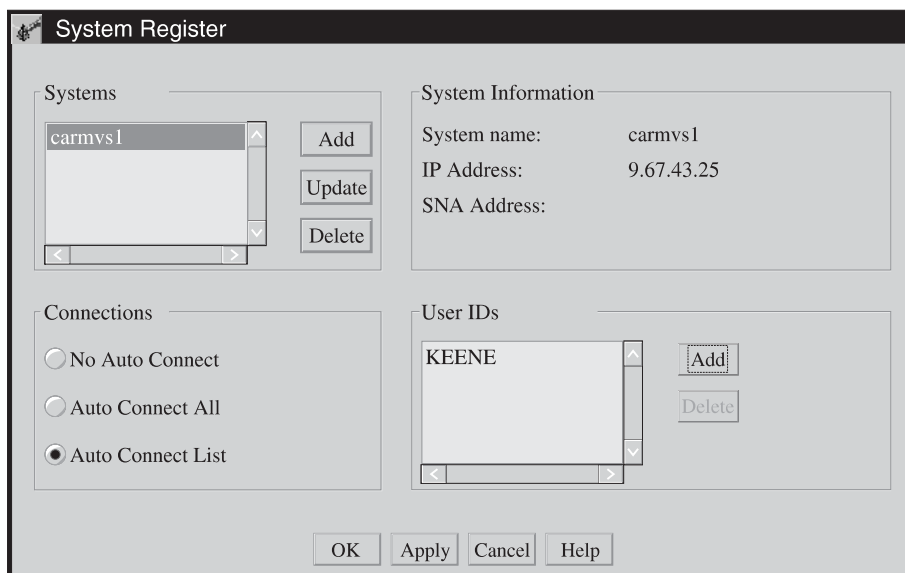 System Register
Systems
carmvs1
Add
Update
Delete
System Information
System name: carmvs1
IP Address: 9.67.43.25
SNA Address:
Connections
No Auto Connect
Auto Connect All
Auto Connect List
User IDs
KEENE
Add
Delete
OK Apply Cancel Help